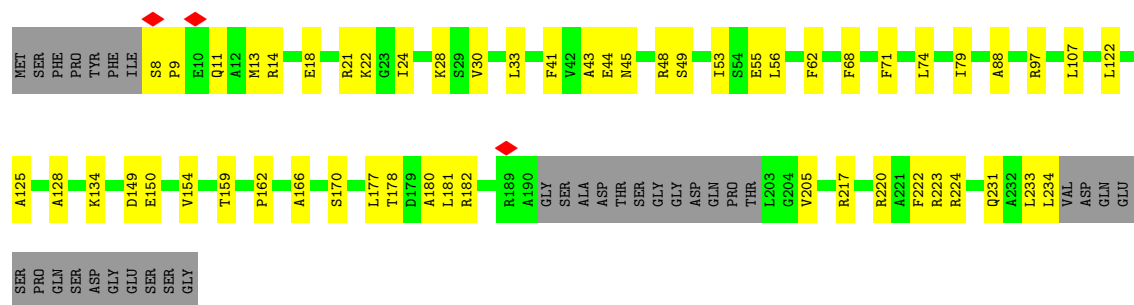 MET SER PHE PRO TYR PHE ILE S8 P9 E10 Q11 A12 M13 R14 E18 R21 K22 G23 I24 K28 S29 V30 L33 F41 V42 A43 E44 N45 R48 S49 I53 S54 E55 L56 F62 F68 F71 L74 I79 A88 R97 L107 L122
A125 A128 K134 D149 E150 V154 T159 P162 A166 S170 L177 T178 D179 A180 L181 R182 R189 A190 GLY SER ALA ASP THR SER GLY GLY ASP GLN PRO THR L203 G204 V205 R217 R220 A221 F222 R223 R224 Q231 A232 L233 L234 VAL ASP GLN GLU
SER PRO GLN SER ASP GLY GLU SER SER GLY